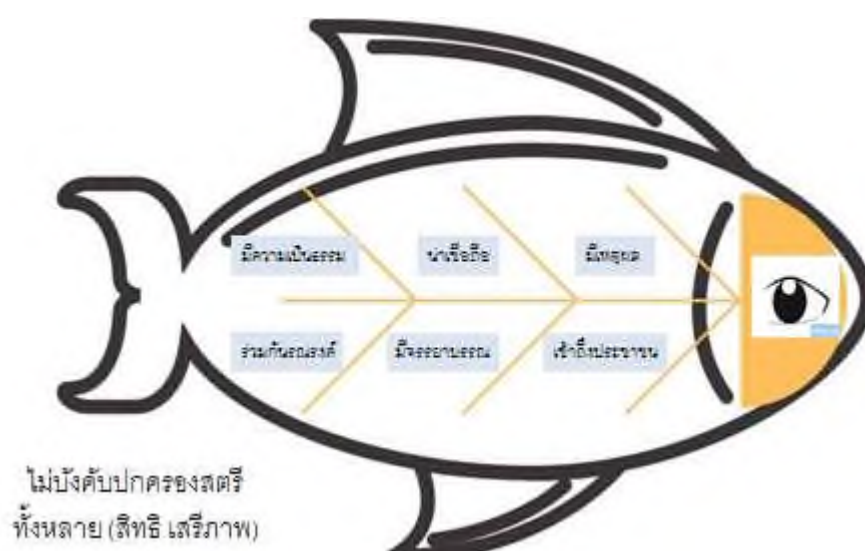 มีความเป็นธรรม
น่าเชื่อถือ
มีเหตุผล
ร่วมกันรณรงค์
มีจรรยาบรรณ
เข้าถึงประชาชน
ไม่บังคับปกครองสตรี
ทั้งหลาย (สิทธิ เสรีภาพ)